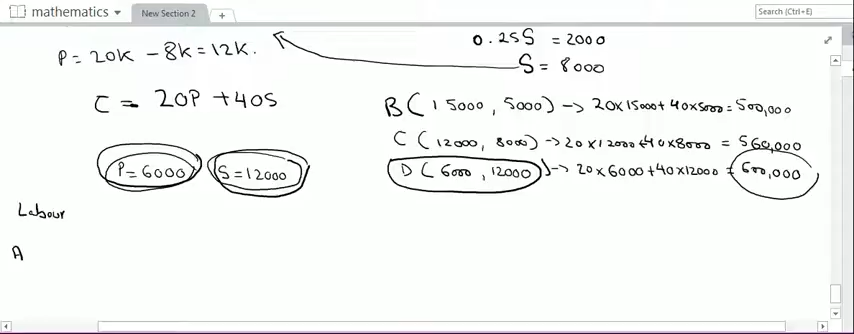 mathematics
New Section 2
Search (Ctrl+E)
P = 20K - 8K = 12K.
0.25S = 2000
S = 8000
C = 20P + 40S
B ( 15000, 5000) -> 20x15000+40x5000 = 500,000
C ( 12000, 8000) -> 20x12000+40x8000 = 560,000
P = 6000 S = 12000
D ( 6000, 12000) -> 20x6000+40x12000 = 600,000
Labour
A